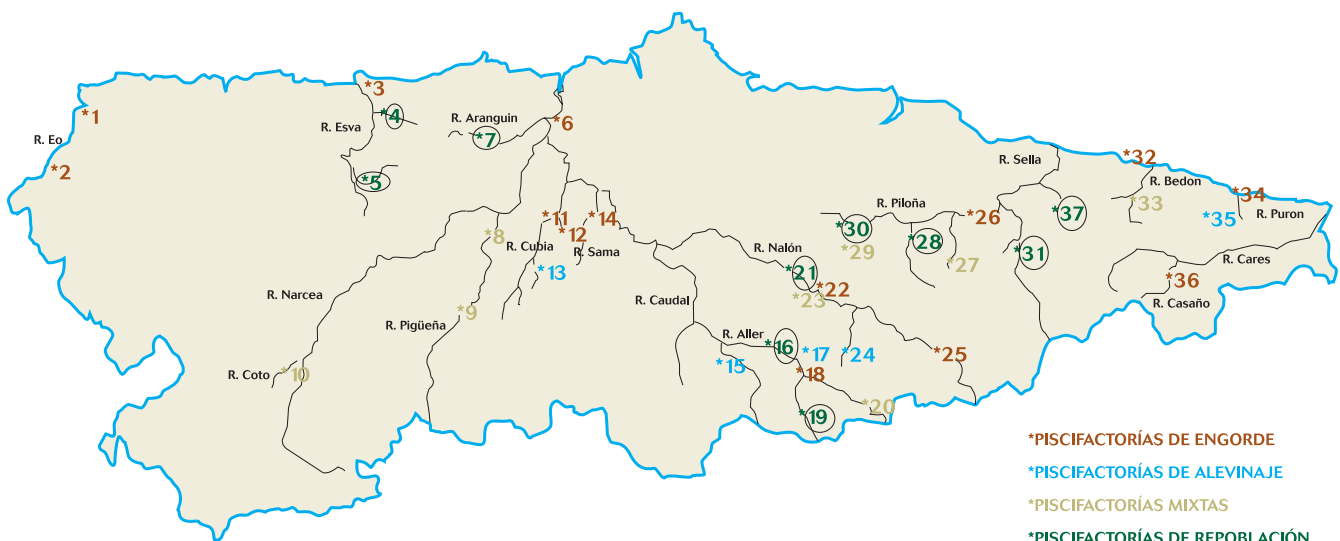 *3
*1
*4
R. Aranguin
*6
R. Esva
*7
R. Eo
*2
*5
R. Sella
*32
R. Bedon
*33
*34
*35
R. Puron
*37
R. Piloña
*26
*30
*28
*29
*27
*31
*11
*14
*12
*8
R. Cubia
R. Sama
*13
R. Nalón
*21
*22
*23
R. Cares
*36
R. Casaño
R. Narcea
*9
R. Pigüeña
R. Caudal
R. Aller
*16
*17
*24
*25
*15
*18
R. Coto
*10
*19
*20
*PISCIFACTORÍAS DE ENGORDE
*PISCIFACTORÍAS DE ALEVINAJE
*PISCIFACTORÍAS MIXTAS
*PISCIFACTORÍAS DE REPOBLACIÓN